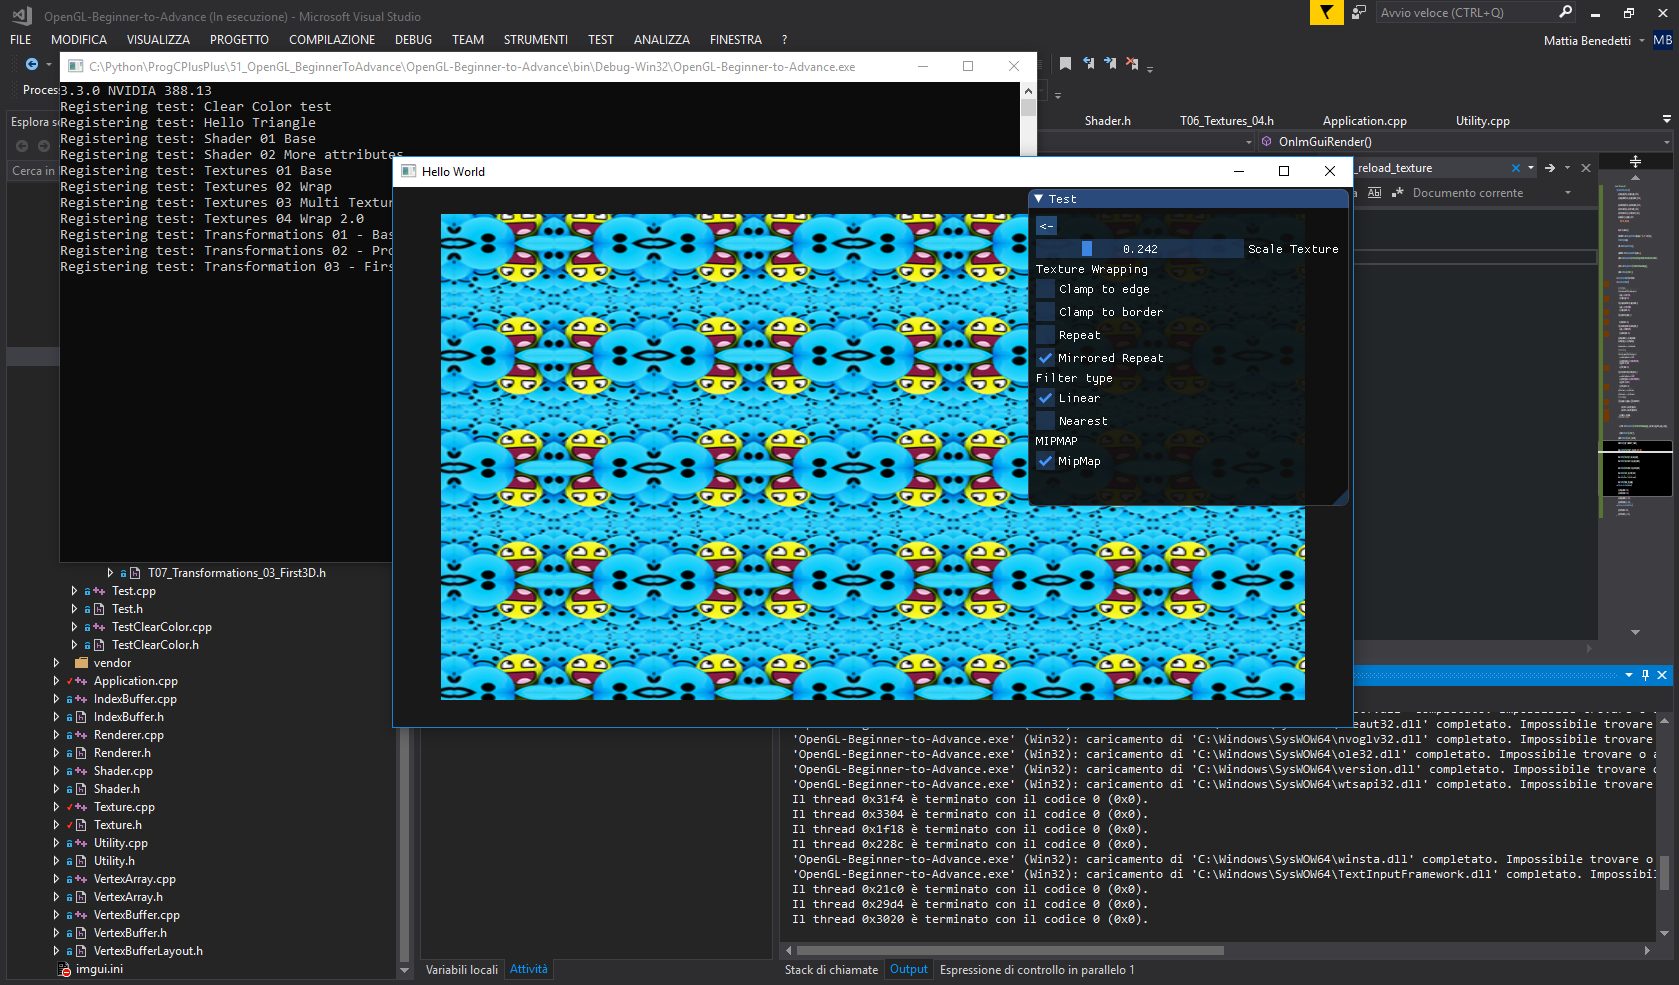 OpenGL-Beginner-to-Advance (In esecuzione) - Microsoft Visual Studio
Avvio veloce (CTRL+Q)
FILE MODIFICA VISUALIZZA PROGETTO COMPILAZIONE DEBUG TEAM STRUMENTI TEST ANALIZZA FINESTRA ?
Mattia Benedetti MB
C:\Python\ProgCPlusPlus\51_OpenGL_BeginnerToAdvance\OpenGL-Beginner-to-Advance\bin\Debug-Win32\OpenGL-Beginner-to-Advance.exe
Proces
3.3.0 NVIDIA 388.13
Registering test: Clear Color test
Registering test: Hello Triangle
Registering test: Shader 01 Base
Registering test: Shader 02 More attributes
Registering test: Textures 01 Base
Registering test: Textures 02 Wrap
Registering test: Textures 03 Multi Textur
Registering test: Textures 04 Wrap 2.0
Registering test: Transformations 01 - Bas
Registering test: Transformations 02 - Pro
Registering test: Transformation 03 - Firs
Esplora s
Cerca in
Shader.h T06_Textures_04.h Application.cpp Utility.cpp
OnImGuiRender()
_reload_texture
Documento corrente
Hello World
Test
<-
0.242 Scale Texture
Texture Wrapping
Clamp to edge
Clamp to border
Repeat
Mirrored Repeat
Filter type
Linear
Nearest
MIPMAP
MipMap
T07_Transformations_03_First3D.h
Test.cpp
Test.h
TestClearColor.cpp
TestClearColor.h
vendor
Application.cpp
IndexBuffer.cpp
IndexBuffer.h
Renderer.cpp
Renderer.h
Shader.cpp
Shader.h
Texture.cpp
Texture.h
Utility.cpp
Utility.h
VertexArray.cpp
VertexArray.h
VertexBuffer.cpp
VertexBuffer.h
VertexBufferLayout.h
imgui.ini
Variabili locali Attività
eaut32.dll' completato. Impossibile trovare
'OpenGL-Beginner-to-Advance.exe' (Win32): caricamento di 'C:\Windows\SysWOW64\nvoglv32.dll' completato. Impossibile trovare
'OpenGL-Beginner-to-Advance.exe' (Win32): caricamento di 'C:\Windows\SysWOW64\ole32.dll' completato. Impossibile trovare o a
'OpenGL-Beginner-to-Advance.exe' (Win32): caricamento di 'C:\Windows\SysWOW64\version.dll' completato. Impossibile trovare
'OpenGL-Beginner-to-Advance.exe' (Win32): caricamento di 'C:\Windows\SysWOW64\wtsapi32.dll' completato. Impossibile trovare
Il thread 0x31f4 è terminato con il codice 0 (0x0).
Il thread 0x3304 è terminato con il codice 0 (0x0).
Il thread 0x1f18 è terminato con il codice 0 (0x0).
Il thread 0x228c è terminato con il codice 0 (0x0).
'OpenGL-Beginner-to-Advance.exe' (Win32): caricamento di 'C:\Windows\SysWOW64\winsta.dll' completato. Impossibile trovare o
'OpenGL-Beginner-to-Advance.exe' (Win32): caricamento di 'C:\Windows\SysWOW64\TextInputFramework.dll' completato. Impossibil
Il thread 0x21c0 è terminato con il codice 0 (0x0).
Il thread 0x29d4 è terminato con il codice 0 (0x0).
Il thread 0x3020 è terminato con il codice 0 (0x0).
Stack di chiamate Output Espressione di controllo in parallelo 1